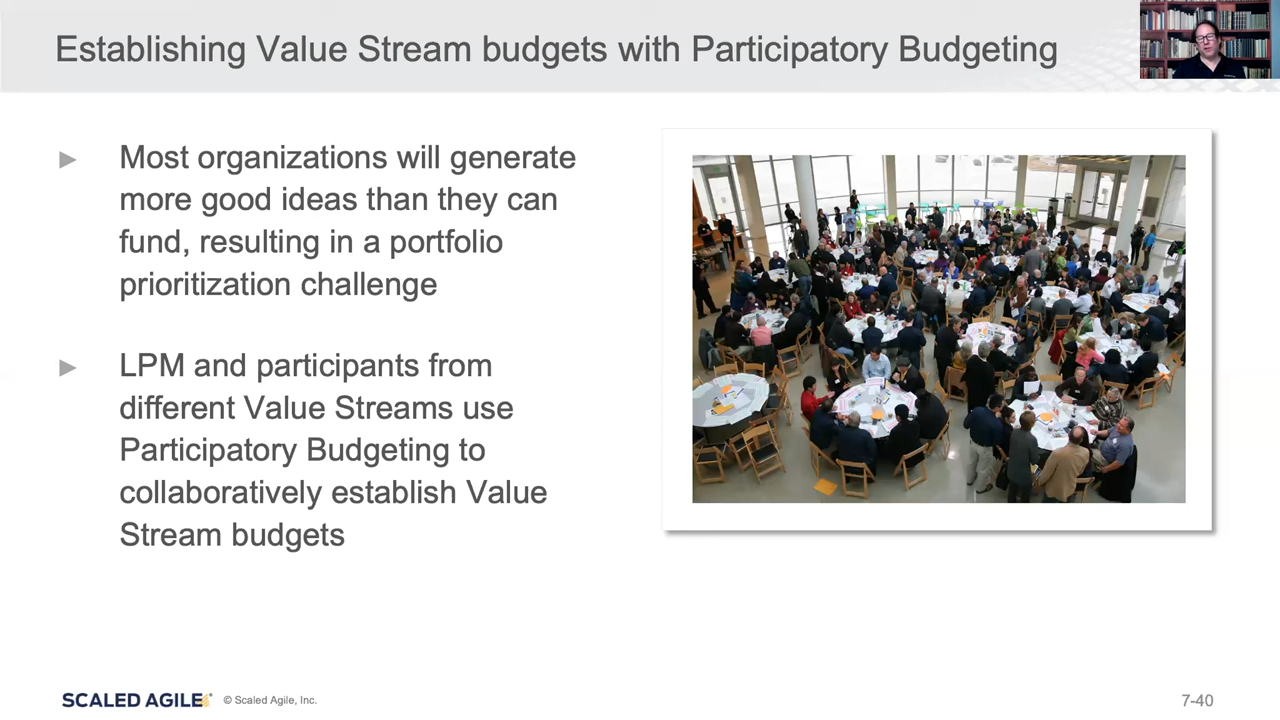 Establishing Value Stream budgets with Participatory Budgeting
► Most organizations will generate
more good ideas than they can
fund, resulting in a portfolio
prioritization challenge
► LPM and participants from
different Value Streams use
Participatory Budgeting to
collaboratively establish Value
Stream budgets
SCALED AGILE © Scaled Agile, Inc.
7-40